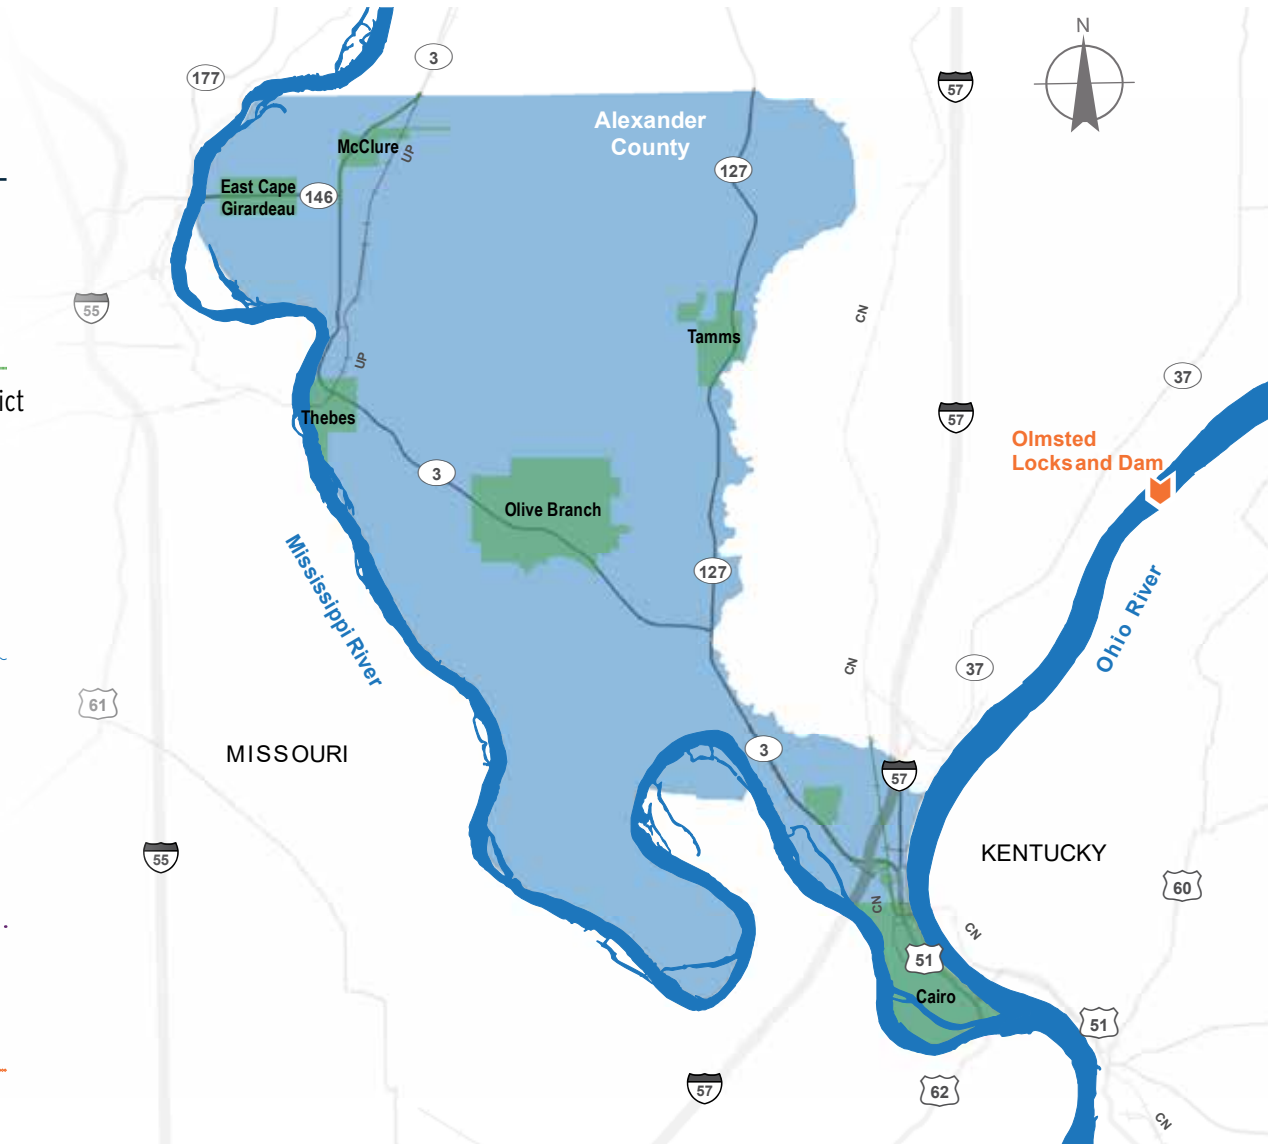 N
3
177
57
Alexander
County
McClure
UP
127
East Cape
Girardeau
146
55
CN
UP
Tamms
37
ict
Thebes
57
Olmsted
Locks and Dam
3
Olive Branch
Mississippi River
127
Ohio River
CN
37
61
MISSOURI
3
57
55
KENTUCKY
60
CN
CN
51
Cairo
51
57
62
CN